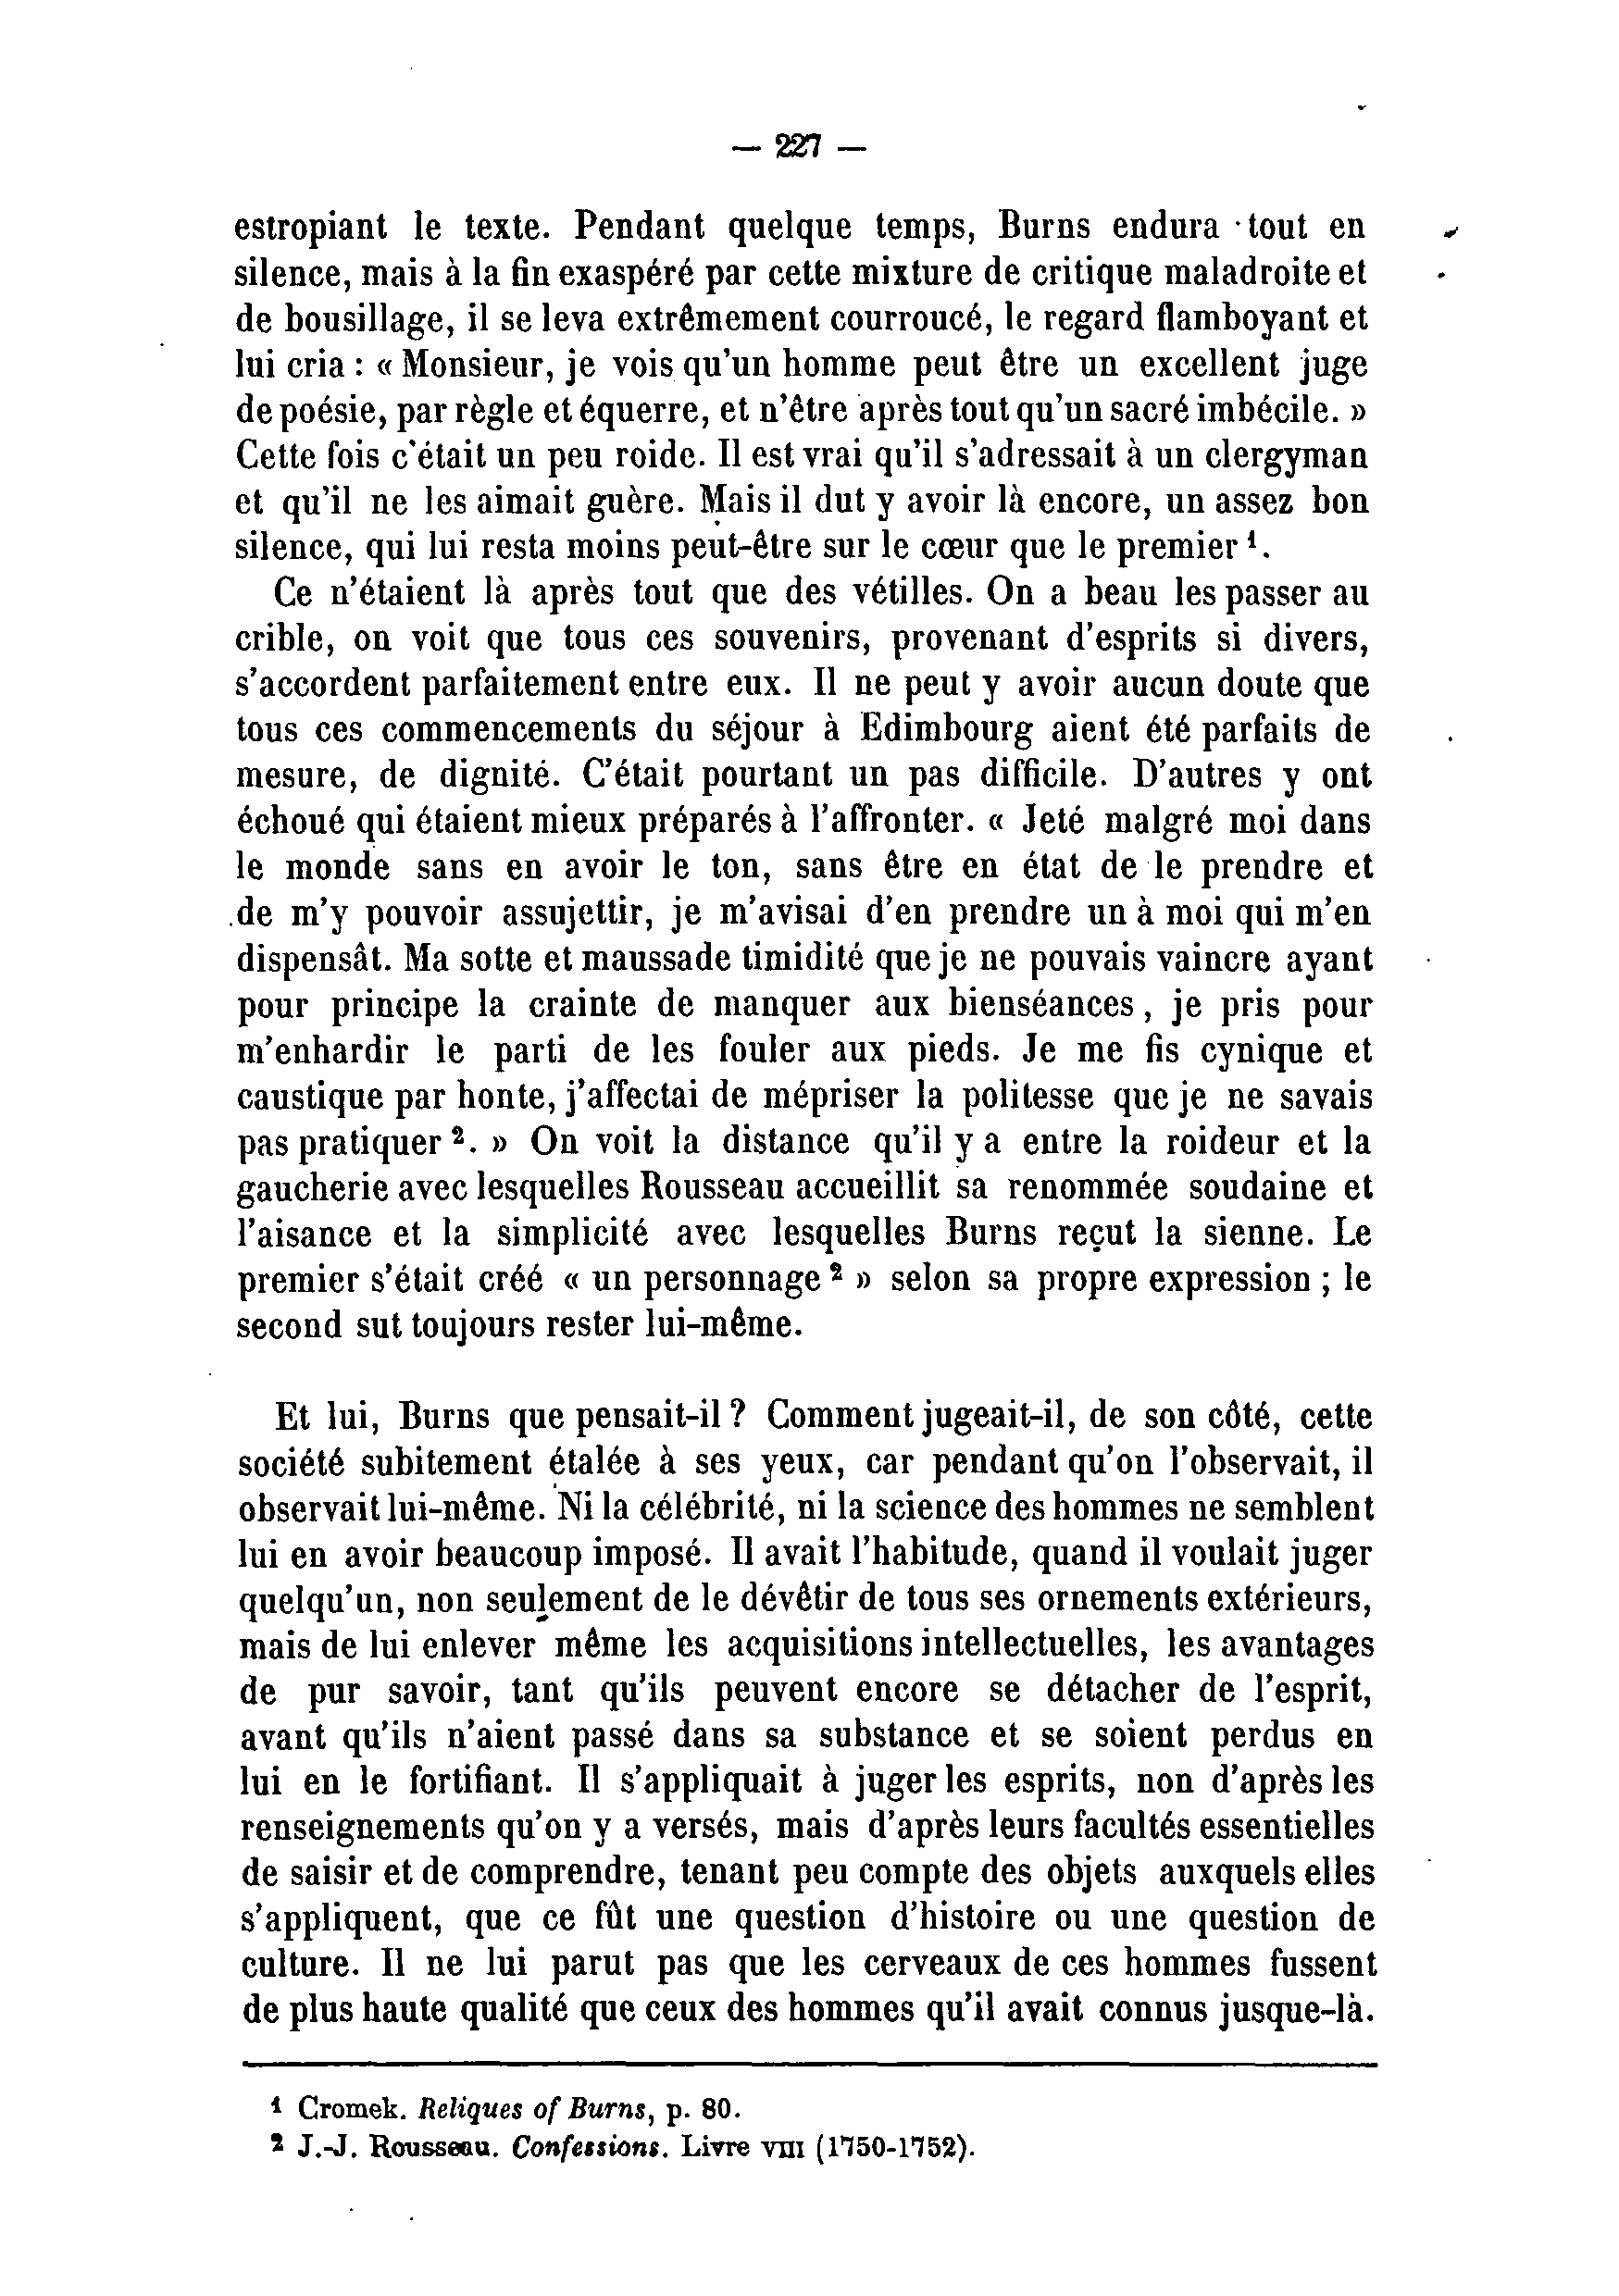 — 227 —
estropiant le texte. Pendant quelque temps, Burns endura tout en
silence, mais à la fin exaspéré par cette mixture de critique maladroite et
de bousillage, il se leva extrêmement courroucé, le regard flamboyant et
lui cria : « Monsieur, je vois qu'un homme peut être un excellent juge
de poésie, par règle et équerre, et n'être après tout qu'un sacré imbécile. »
Cette fois c'était un peu roide. Il est vrai qu'il s'adressait à un clergyman
et qu'il ne les aimait guère. Mais il dut y avoir là encore, un assez bon
silence, qui lui resta moins peut-être sur le cœur que le premier ¹.
Ce n'étaient là après tout que des vétilles. On a beau les passer au
crible, on voit que tous ces souvenirs, provenant d'esprits si divers,
s'accordent parfaitement entre eux. Il ne peut y avoir aucun doute que
tous ces commencements du séjour à Edimbourg aient été parfaits de
mesure, de dignité. C'était pourtant un pas difficile. D'autres y ont
échoué qui étaient mieux préparés à l'affronter. « Jeté malgré moi dans
le monde sans en avoir le ton, sans être en état de le prendre et
de m'y pouvoir assujettir, je m'avisai d'en prendre un à moi qui m'en
dispensât. Ma sotte et maussade timidité que je ne pouvais vaincre ayant
pour principe la crainte de manquer aux bienséances, je pris pour
m'enhardir le parti de les fouler aux pieds. Je me fis cynique et
caustique par honte, j'affectai de mépriser la politesse que je ne savais
pas pratiquer ². » On voit la distance qu'il y a entre la roideur et la
gaucherie avec lesquelles Rousseau accueillit sa renommée soudaine et
l'aisance et la simplicité avec lesquelles Burns reçut la sienne. Le
premier s'était créé « un personnage ² » selon sa propre expression ; le
second sut toujours rester lui-même.
Et lui, Burns que pensait-il ? Comment jugeait-il, de son côté, cette
société subitement étalée à ses yeux, car pendant qu'on l'observait, il
observait lui-même. Ni la célébrité, ni la science des hommes ne semblent
lui en avoir beaucoup imposé. Il avait l'habitude, quand il voulait juger
quelqu'un, non seulement de le dévêtir de tous ses ornements extérieurs,
mais de lui enlever même les acquisitions intellectuelles, les avantages
de pur savoir, tant qu'ils peuvent encore se détacher de l'esprit,
avant qu'ils n'aient passé dans sa substance et se soient perdus en
lui en le fortifiant. Il s'appliquait à juger les esprits, non d'après les
renseignements qu'on y a versés, mais d'après leurs facultés essentielles
de saisir et de comprendre, tenant peu compte des objets auxquels elles
s'appliquent, que ce fût une question d'histoire ou une question de
culture. Il ne lui parut pas que les cerveaux de ces hommes fussent
de plus haute qualité que ceux des hommes qu'il avait connus jusque-là.
¹ Cromek. Reliques of Burns, p. 80.
² J.-J. Rousseau. Confessions. Livre VIII (1750-1752).